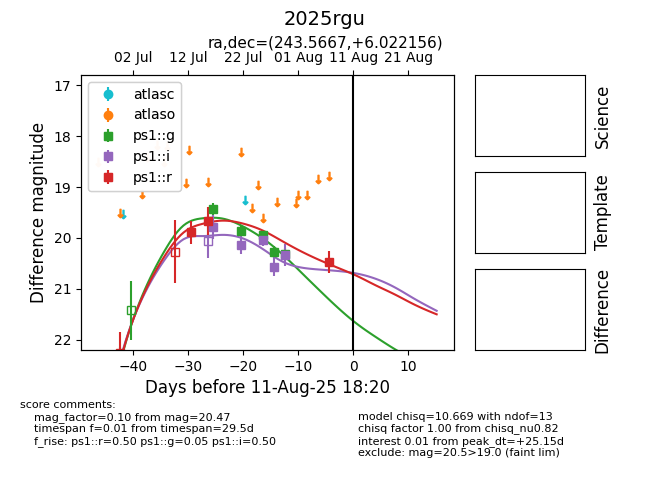 2025rgu
ra,dec=(243.5667,+6.022156)
02 Jul 12 Jul 22 Jul 01 Aug 11 Aug 21 Aug
17
18
19
20
21
22
Difference magnitude
atlasc
atlaso
ps1::g
ps1::i
ps1::r
−40 −30 −20 −10 0 10
Days before 11-Aug-25 18:20
Science
Template
Difference
score comments:
mag_factor=0.10 from mag=20.47
timespan f=0.01 from timespan=29.5d
f_rise: ps1::r=0.50 ps1::g=0.05 ps1::i=0.50
model chisq=10.669 with ndof=13
chisq factor 1.00 from chisq_nu0.82
interest 0.01 from peak_dt=+25.15d
exclude: mag=20.5>19.0 (faint lim)